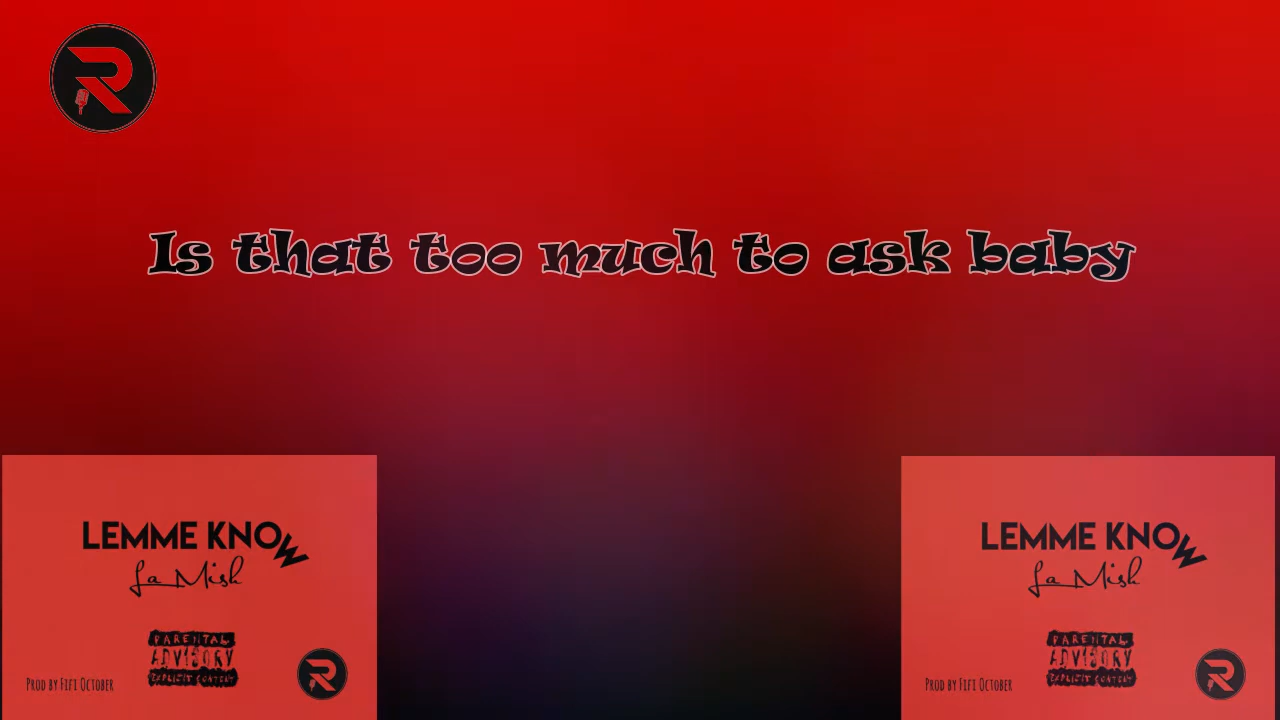 R
Is that too much to ask baby
LEMME KNOW
La Mish
PARENTAL
ADVISORY
EXPLICIT CONTENT
PROD BY FIFI OCTOBER
R
LEMME KNOW
La Mish
PARENTAL
ADVISORY
EXPLICIT CONTENT
PROD BY FIFI OCTOBER
R